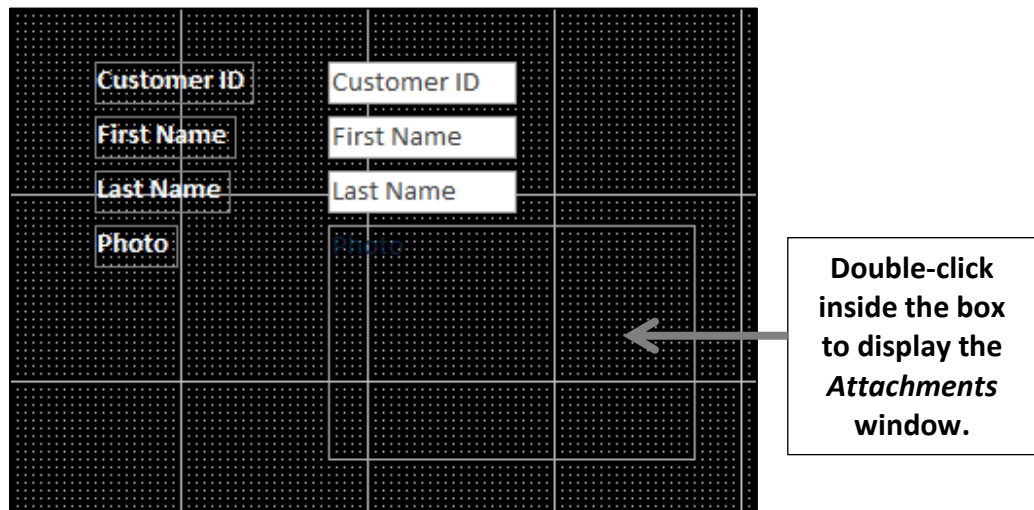 Customer ID Customer ID
First Name First Name
Last Name Last Name
Photo Photo
Double-click
inside the box
to display the
Attachments
window.